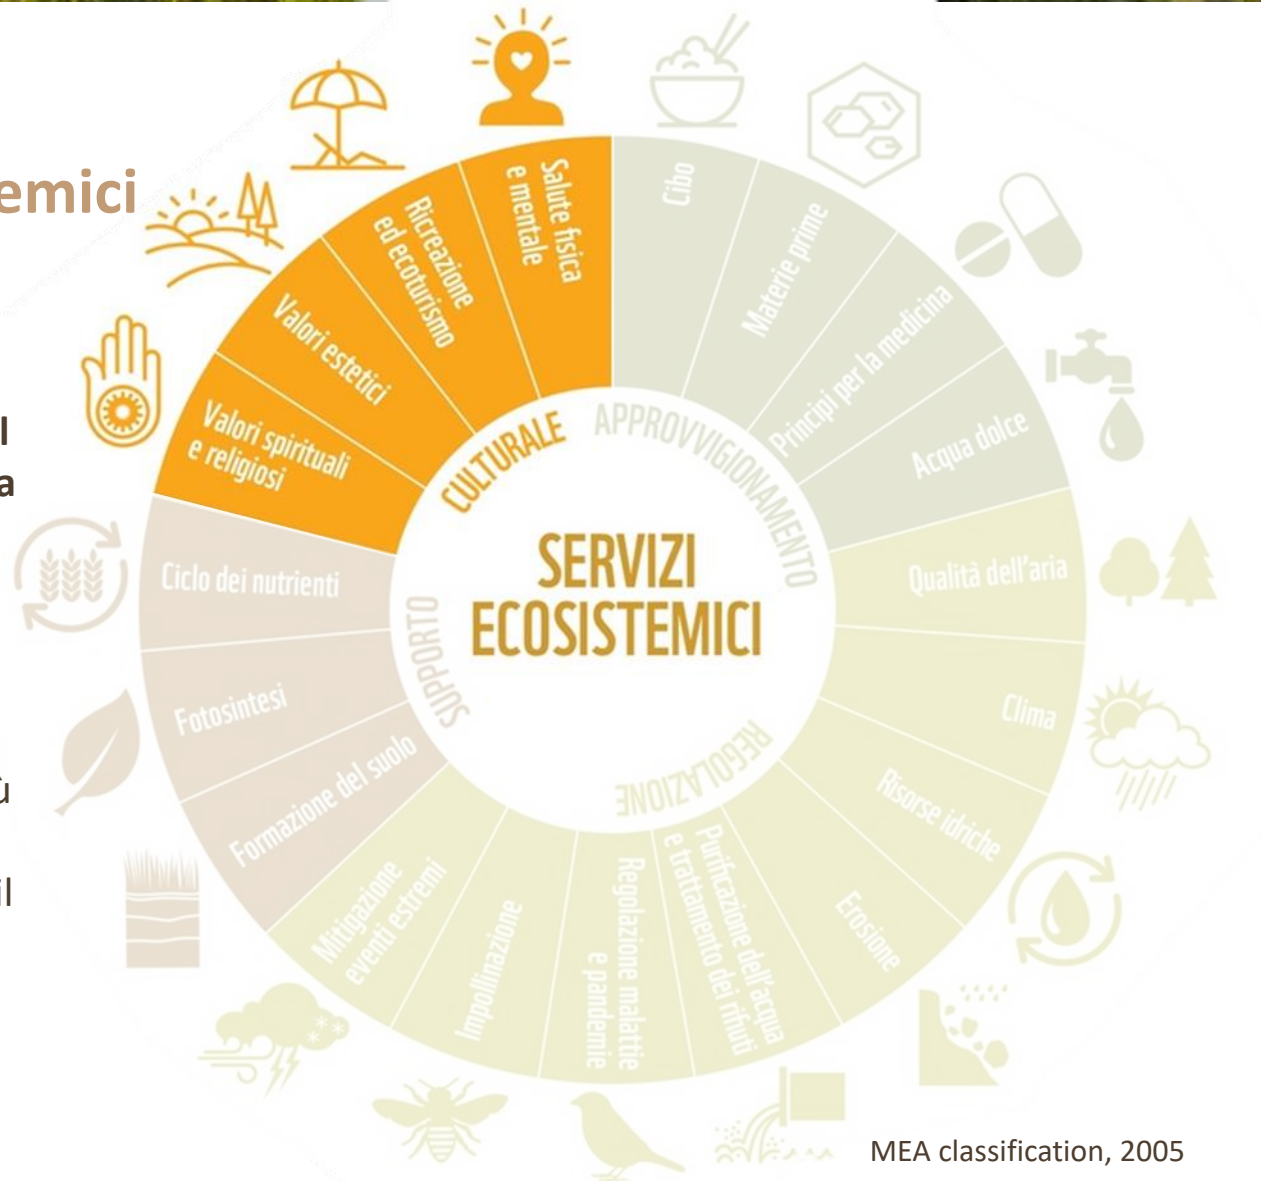 emici
l
a
ù
il
SERVIZI
ECOSISTEMICI
CULTURALE
Salute fisica
e mentale
Ricreazione
ed ecoturismo
Valori estetici
Valori spirituali
e religiosi
APPROVVIGIONAMENTO
Cibo
Materie prime
Principi per la medicina
Acqua dolce
REGOLAZIONE
Qualità dell'aria
Clima
Risorse idriche
Erosione
Purificazione dell'acqua
e trattamento dei rifiuti
Regolazione malattie
e pandemie
Impollinazione
Mitigazione
eventi estremi
SUPPORTO
Formazione del suolo
Fotosintesi
Ciclo dei nutrienti
MEA classification, 2005